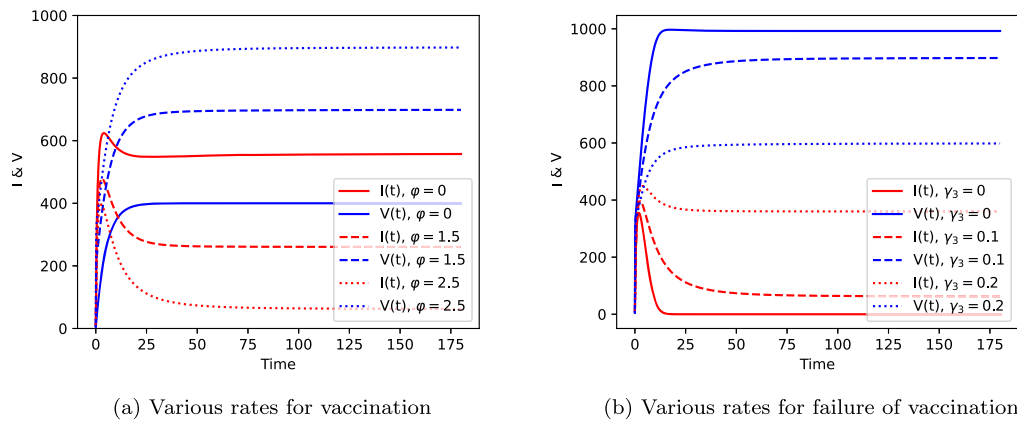 1000
800
600
400
200
0
I & V
0 25 50 75 100 125 150 175
Time
I(t), φ = 0
V(t), φ = 0
I(t), φ = 1.5
V(t), φ = 1.5
I(t), φ = 2.5
V(t), φ = 2.5
(a) Various rates for vaccination
1000
800
600
400
200
0
I & V
0 25 50 75 100 125 150 175
Time
I(t), γ₃ = 0
V(t), γ₃ = 0
I(t), γ₃ = 0.1
V(t), γ₃ = 0.1
I(t), γ₃ = 0.2
V(t), γ₃ = 0.2
(b) Various rates for failure of vaccination